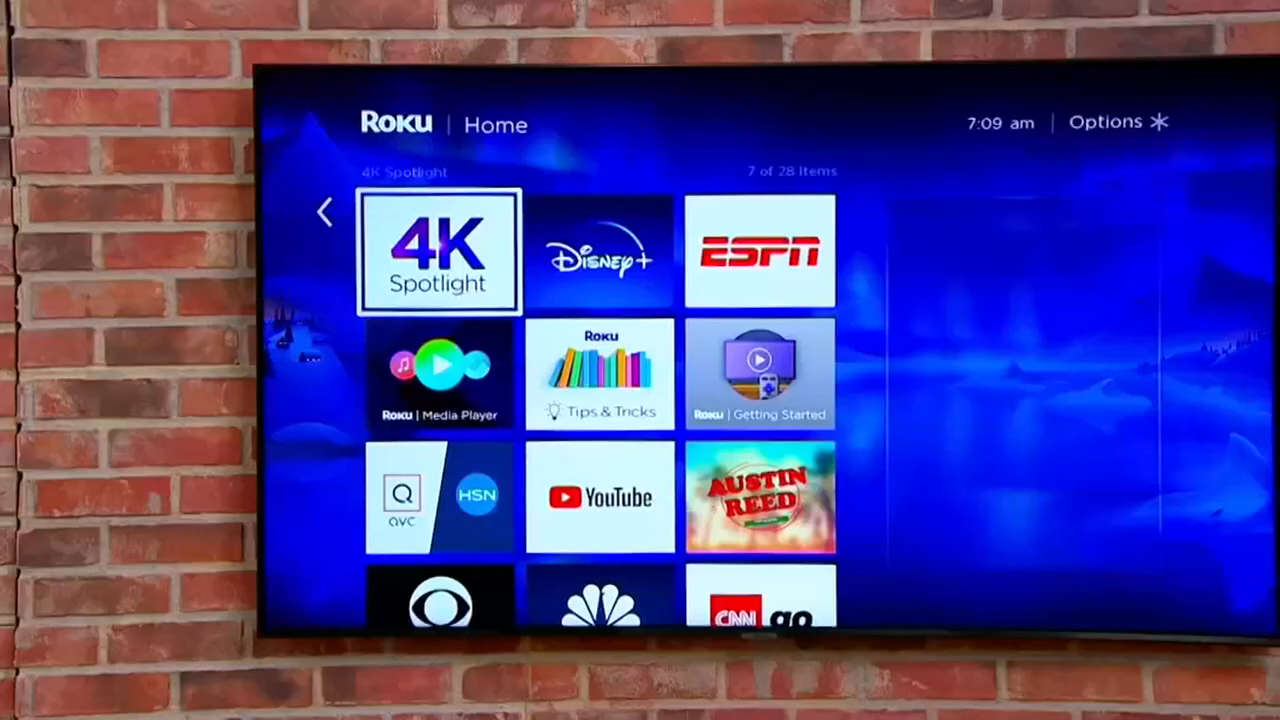 ROKU | Home
7:09 am | Options
4K Spotlight
7 of 28 Items
4K
Spotlight
Disney+
ESPN
ROKU | Media Player
ROKU
Tips & Tricks
ROKU | Getting Started
Q
QVC
HSN
YouTube
AUSTIN
REED
CNN go